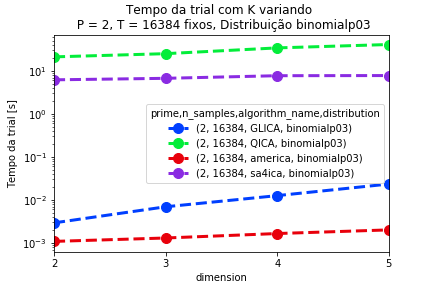 Tempo da trial com K variando
P = 2, T = 16384 fixos, Distribuição binomialp03
Tempo da trial [s]
10¹
10⁰
10⁻¹
10⁻²
10⁻³
prime,n_samples,algorithm_name,distribution
(2, 16384, GLICA, binomialp03)
(2, 16384, QICA, binomialp03)
(2, 16384, america, binomialp03)
(2, 16384, sa4ica, binomialp03)
2
3
4
5
dimension